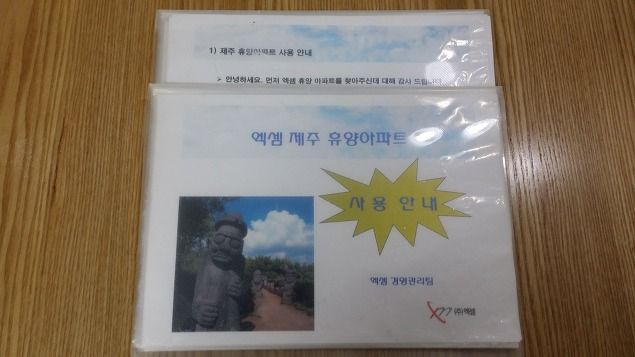 1) 제주 휴양아파트 사용 안내
➢ 안녕하세요. 먼저 엑셈 휴양 아파트를 찾아주신데 대해 감사 드립니다
엑셈 제주 휴양아파트
사 용 안 내
엑셈 경영관리팀
(주)엑셈